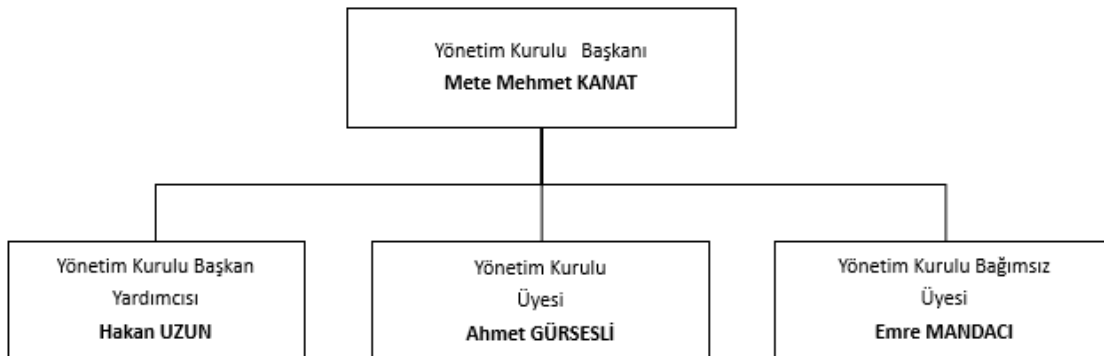 Yönetim Kurulu Başkanı
Mete Mehmet KANAT
Yönetim Kurulu Başkan
Yardımcısı
Hakan UZUN
Yönetim Kurulu
Üyesi
Ahmet GÜRSESLİ
Yönetim Kurulu Bağımsız
Üyesi
Emre MANDACI